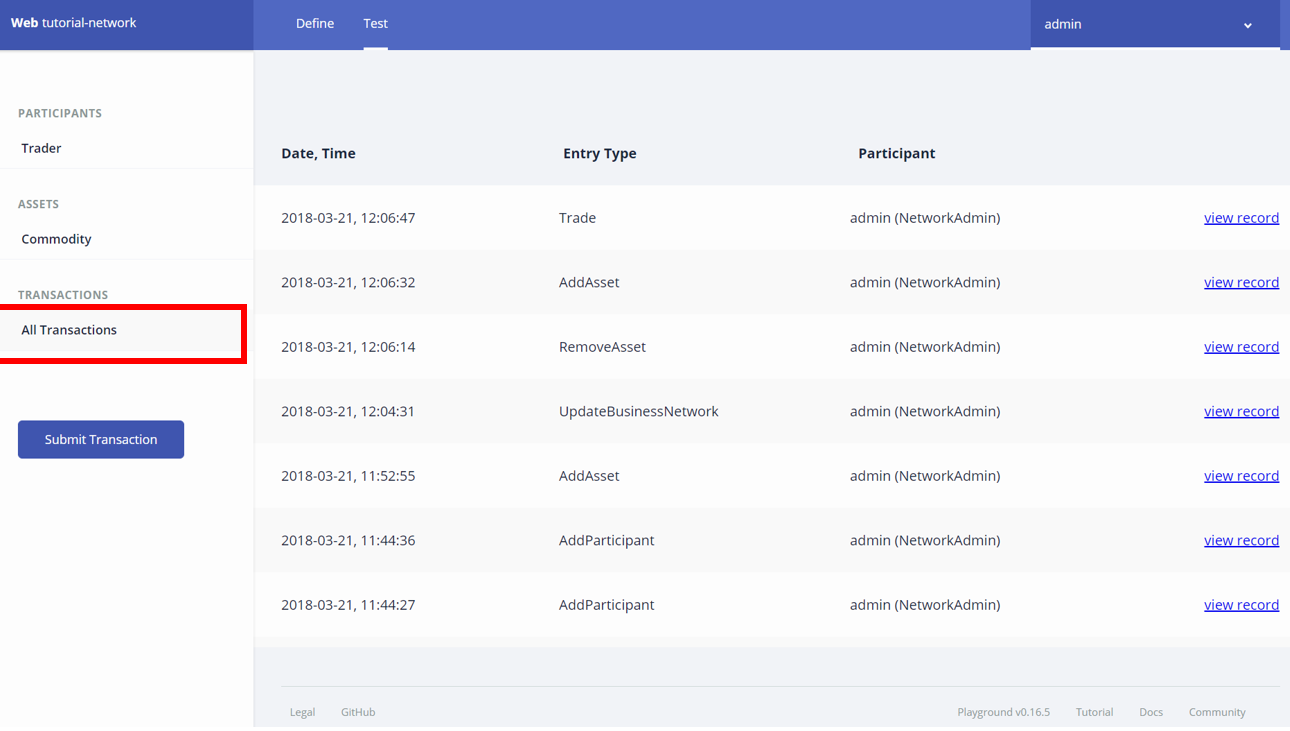 Web tutorial-network Define Test admin
PARTICIPANTS
Trader
ASSETS
Commodity
TRANSACTIONS
All Transactions
Submit Transaction
Date, Time Entry Type Participant
2018-03-21, 12:06:47 Trade admin (NetworkAdmin) view record
2018-03-21, 12:06:32 AddAsset admin (NetworkAdmin) view record
2018-03-21, 12:06:14 RemoveAsset admin (NetworkAdmin) view record
2018-03-21, 12:04:31 UpdateBusinessNetwork admin (NetworkAdmin) view record
2018-03-21, 11:52:55 AddAsset admin (NetworkAdmin) view record
2018-03-21, 11:44:36 AddParticipant admin (NetworkAdmin) view record
2018-03-21, 11:44:27 AddParticipant admin (NetworkAdmin) view record
Legal GitHub Playground v0.16.5 Tutorial Docs Community